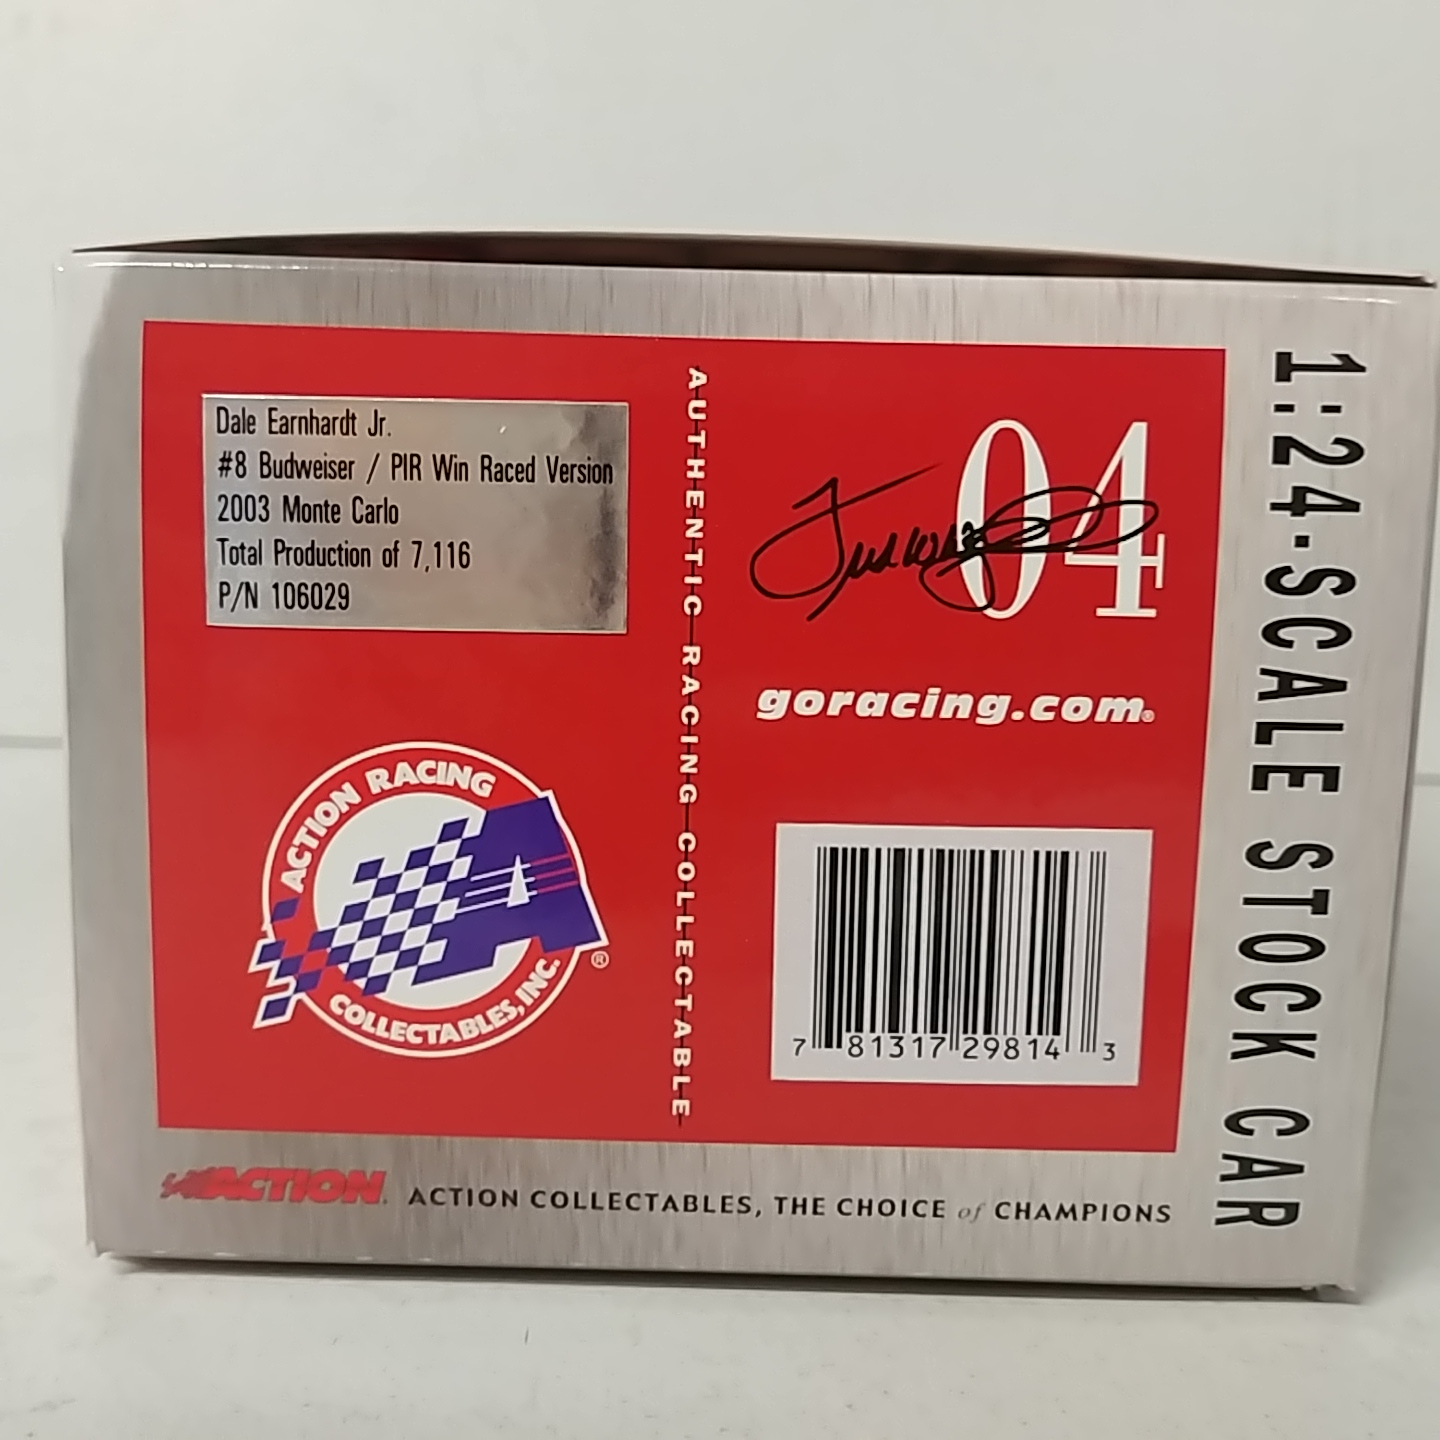 Dale Earnhardt Jr.
#8 Budweiser / PIR Win Raced Version
2003 Monte Carlo
Total Production of 7,116
P/N 106029
AUTHENTIC RACING COLLECTABLE
04
goracing.com®
ACTION RACING
COLLECTABLES, INC.®
7 81317 29814 3
1:24-SCALE STOCK CAR
ACTION. ACTION COLLECTABLES, THE CHOICE of CHAMPIONS